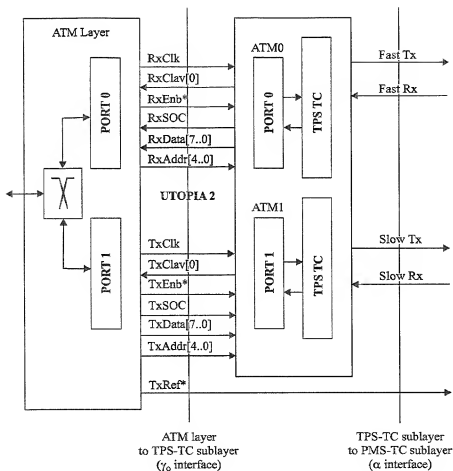 ATM Layer
PORT 0
PORT 1
RxClk
RxClav[0]
RxEnb*
RxSOC
RxData[7..0]
RxAddr[4..0]
UTOPIA 2
TxClk
TxClav[0]
TxEnb*
TxSOC
TxData[7..0]
TxAddr[4..0]
TxRef*
ATM0
PORT 0
TPS TC
ATM1
PORT 1
TPS TC
Fast Tx
Fast Rx
Slow Tx
Slow Rx
ATM layer
to TPS-TC sublayer
(γo interface)
TPS-TC sublayer
to PMS-TC sublayer
(α interface)